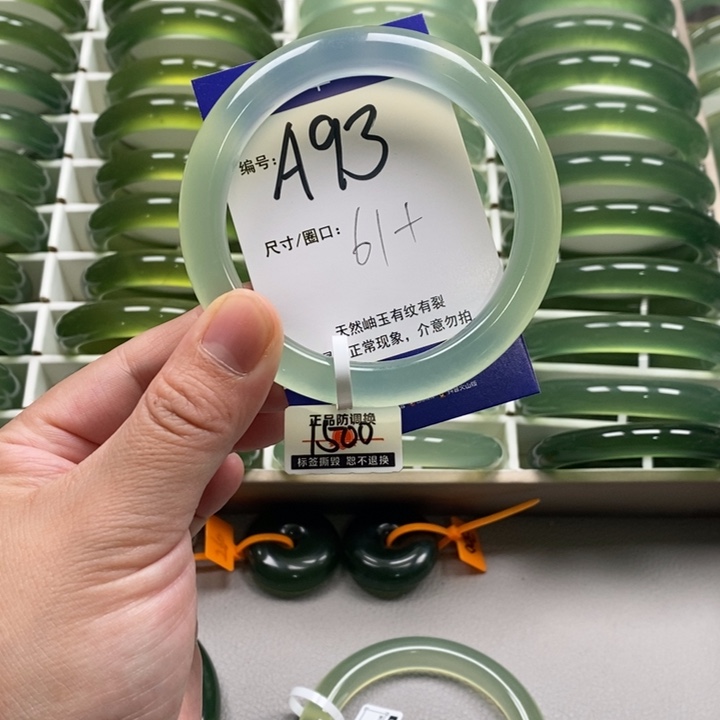 编号: A93
尺寸/圈口: 61+
天然岫玉有纹有裂
正常现象，介意勿拍
正品防调换
1500
标签撕毁 恕不退换